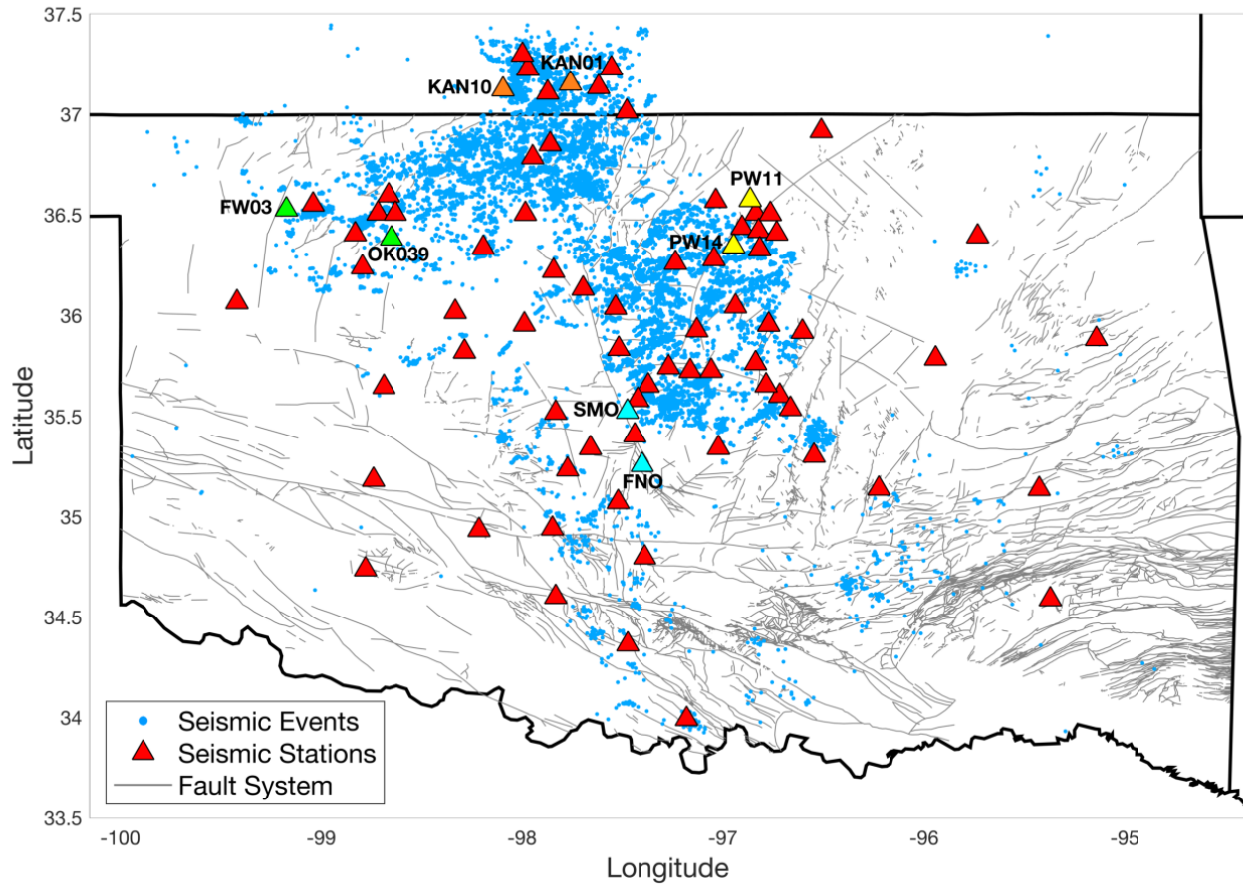 37.5
37
36.5
36
35.5
35
34.5
34
33.5
Latitude
KAN01
KAN10
FW03
PW11
OK039
PW14
SMO
FNO
Seismic Events
Seismic Stations
Fault System
-100
-99
-98
-97
-96
-95
Longitude